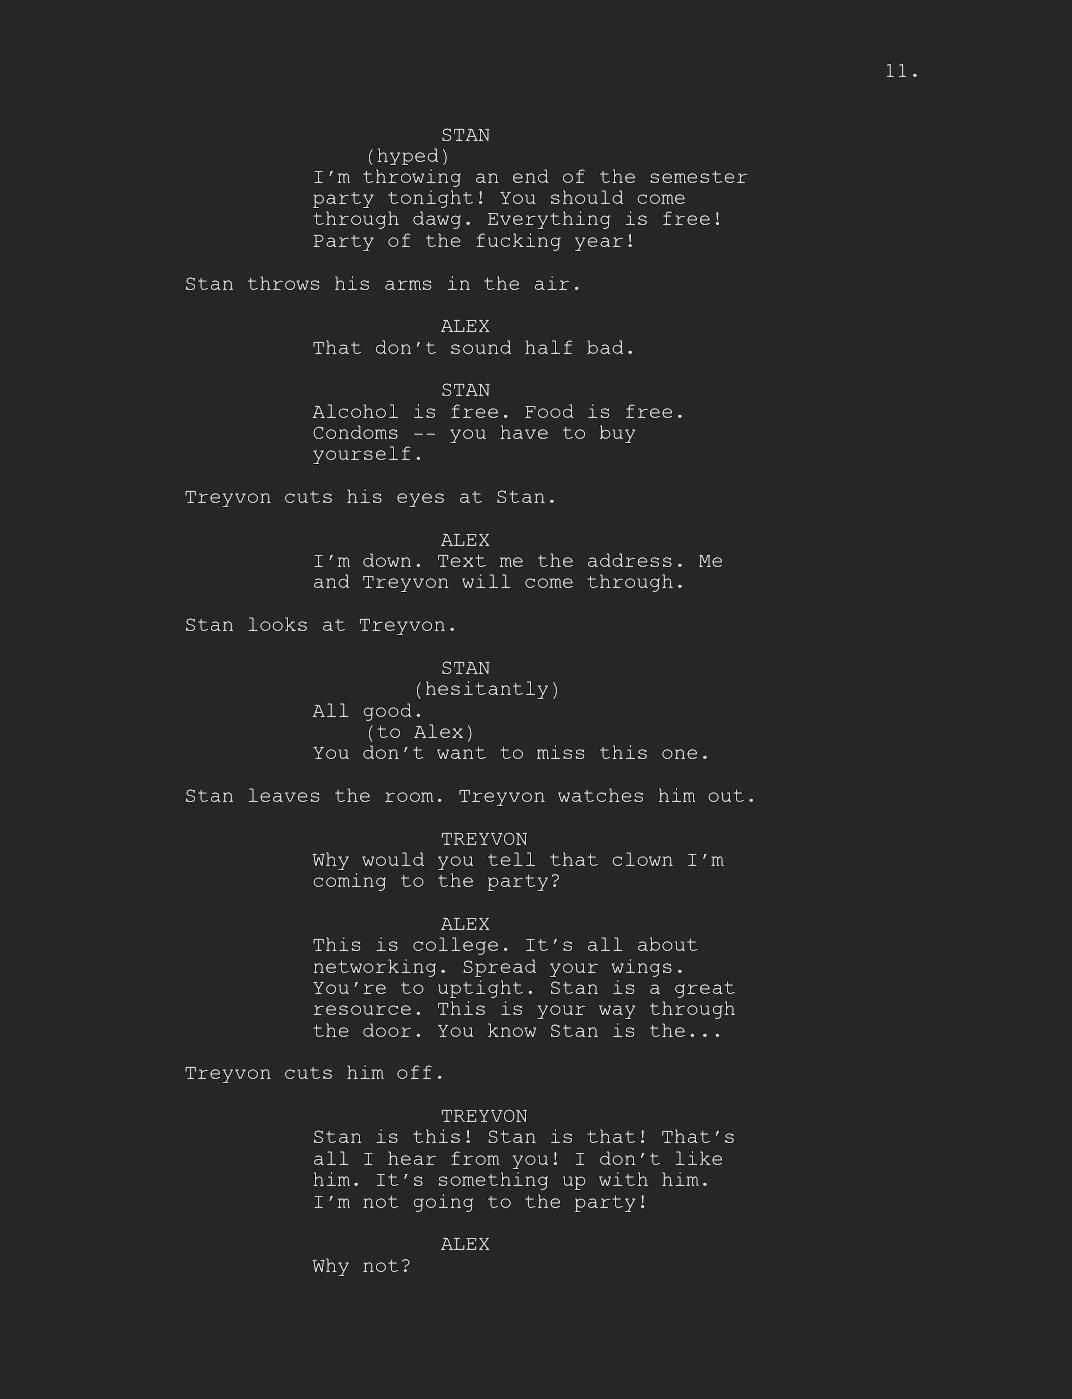 11.
STAN
(hyped)
I'm throwing an end of the semester
party tonight! You should come
through dawg. Everything is free!
Party of the fucking year!
Stan throws his arms in the air.
ALEX
That don't sound half bad.
STAN
Alcohol is free. Food is free.
Condoms -- you have to buy
yourself.
Treyvon cuts his eyes at Stan.
ALEX
I'm down. Text me the address. Me
and Treyvon will come through.
Stan looks at Treyvon.
STAN
(hesitantly)
All good.
(to Alex)
You don't want to miss this one.
Stan leaves the room. Treyvon watches him out.
TREYVON
Why would you tell that clown I'm
coming to the party?
ALEX
This is college. It's all about
networking. Spread your wings.
You're to uptight. Stan is a great
resource. This is your way through
the door. You know Stan is the...
Treyvon cuts him off.
TREYVON
Stan is this! Stan is that! That's
all I hear from you! I don't like
him. It's something up with him.
I'm not going to the party!
ALEX
Why not?